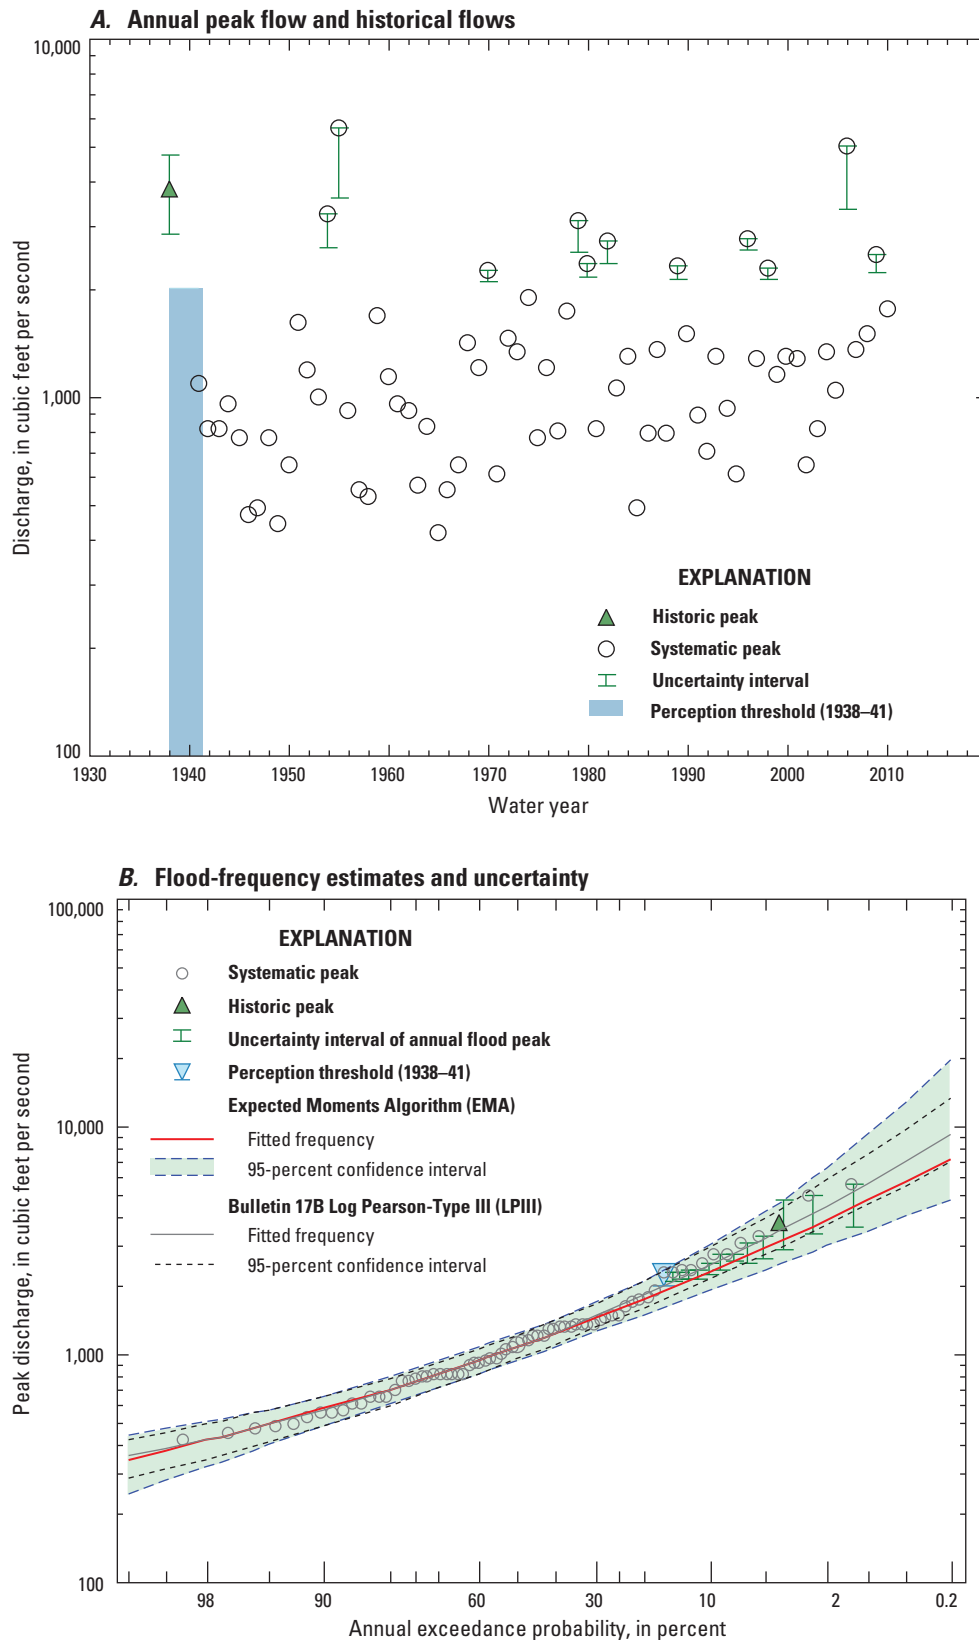 A. Annual peak flow and historical flows
10,000
1,000
100
Discharge, in cubic feet per second
1930 1940 1950 1960 1970 1980 1990 2000 2010
Water year
EXPLANATION
Historic peak
Systematic peak
Uncertainty interval
Perception threshold (1938–41)
B. Flood-frequency estimates and uncertainty
100,000
10,000
1,000
100
Peak discharge, in cubic feet per second
EXPLANATION
Systematic peak
Historic peak
Uncertainty interval of annual flood peak
Perception threshold (1938–41)
Expected Moments Algorithm (EMA)
Fitted frequency
95-percent confidence interval
Bulletin 17B Log Pearson-Type III (LPIII)
Fitted frequency
95-percent confidence interval
98 90 60 30 10 2 0.2
Annual exceedance probability, in percent